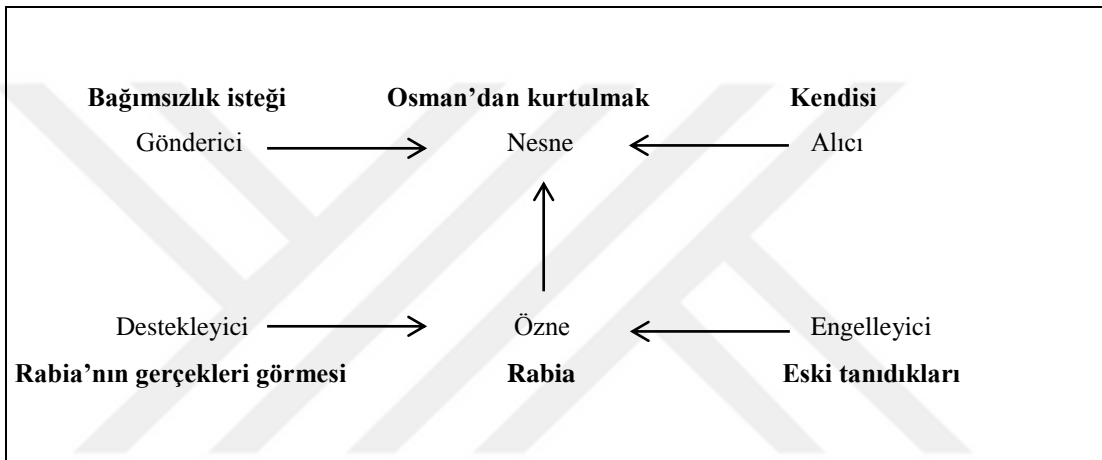 Bağımsızlık isteği Osman’dan kurtulmak Kendisi
Gönderici Nesne Alıcı
Destekleyici Özne Engelleyici
Rabia’nın gerçekleri görmesi Rabia Eski tanıdıkları